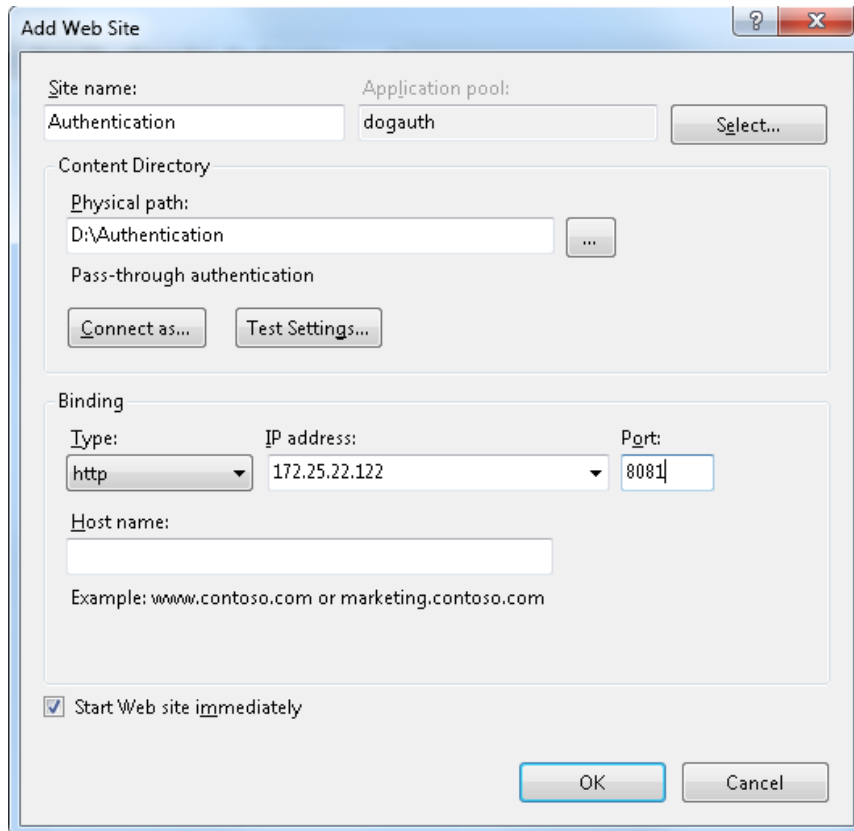 Add Web Site
Site name:
Application pool:
Authentication
dogauth
Select...
Content Directory
Physical path:
D:\Authentication
...
Pass-through authentication
Connect as...
Test Settings...
Binding
Type:
IP address:
Port:
http
172.25.22.122
8081
Host name:
Example: www.contoso.com or marketing.contoso.com
Start Web site immediately
OK
Cancel